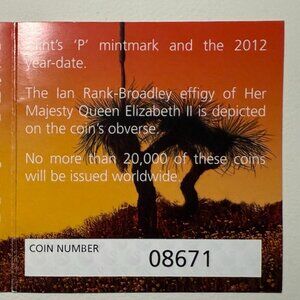 Mint's 'P' mintmark and the 2012
year-date.
The Ian Rank-Broadley effigy of Her
Majesty Queen Elizabeth II is depicted
on the coin's obverse.
No more than 20,000 of these coins
will be issued worldwide.
COIN NUMBER
08671